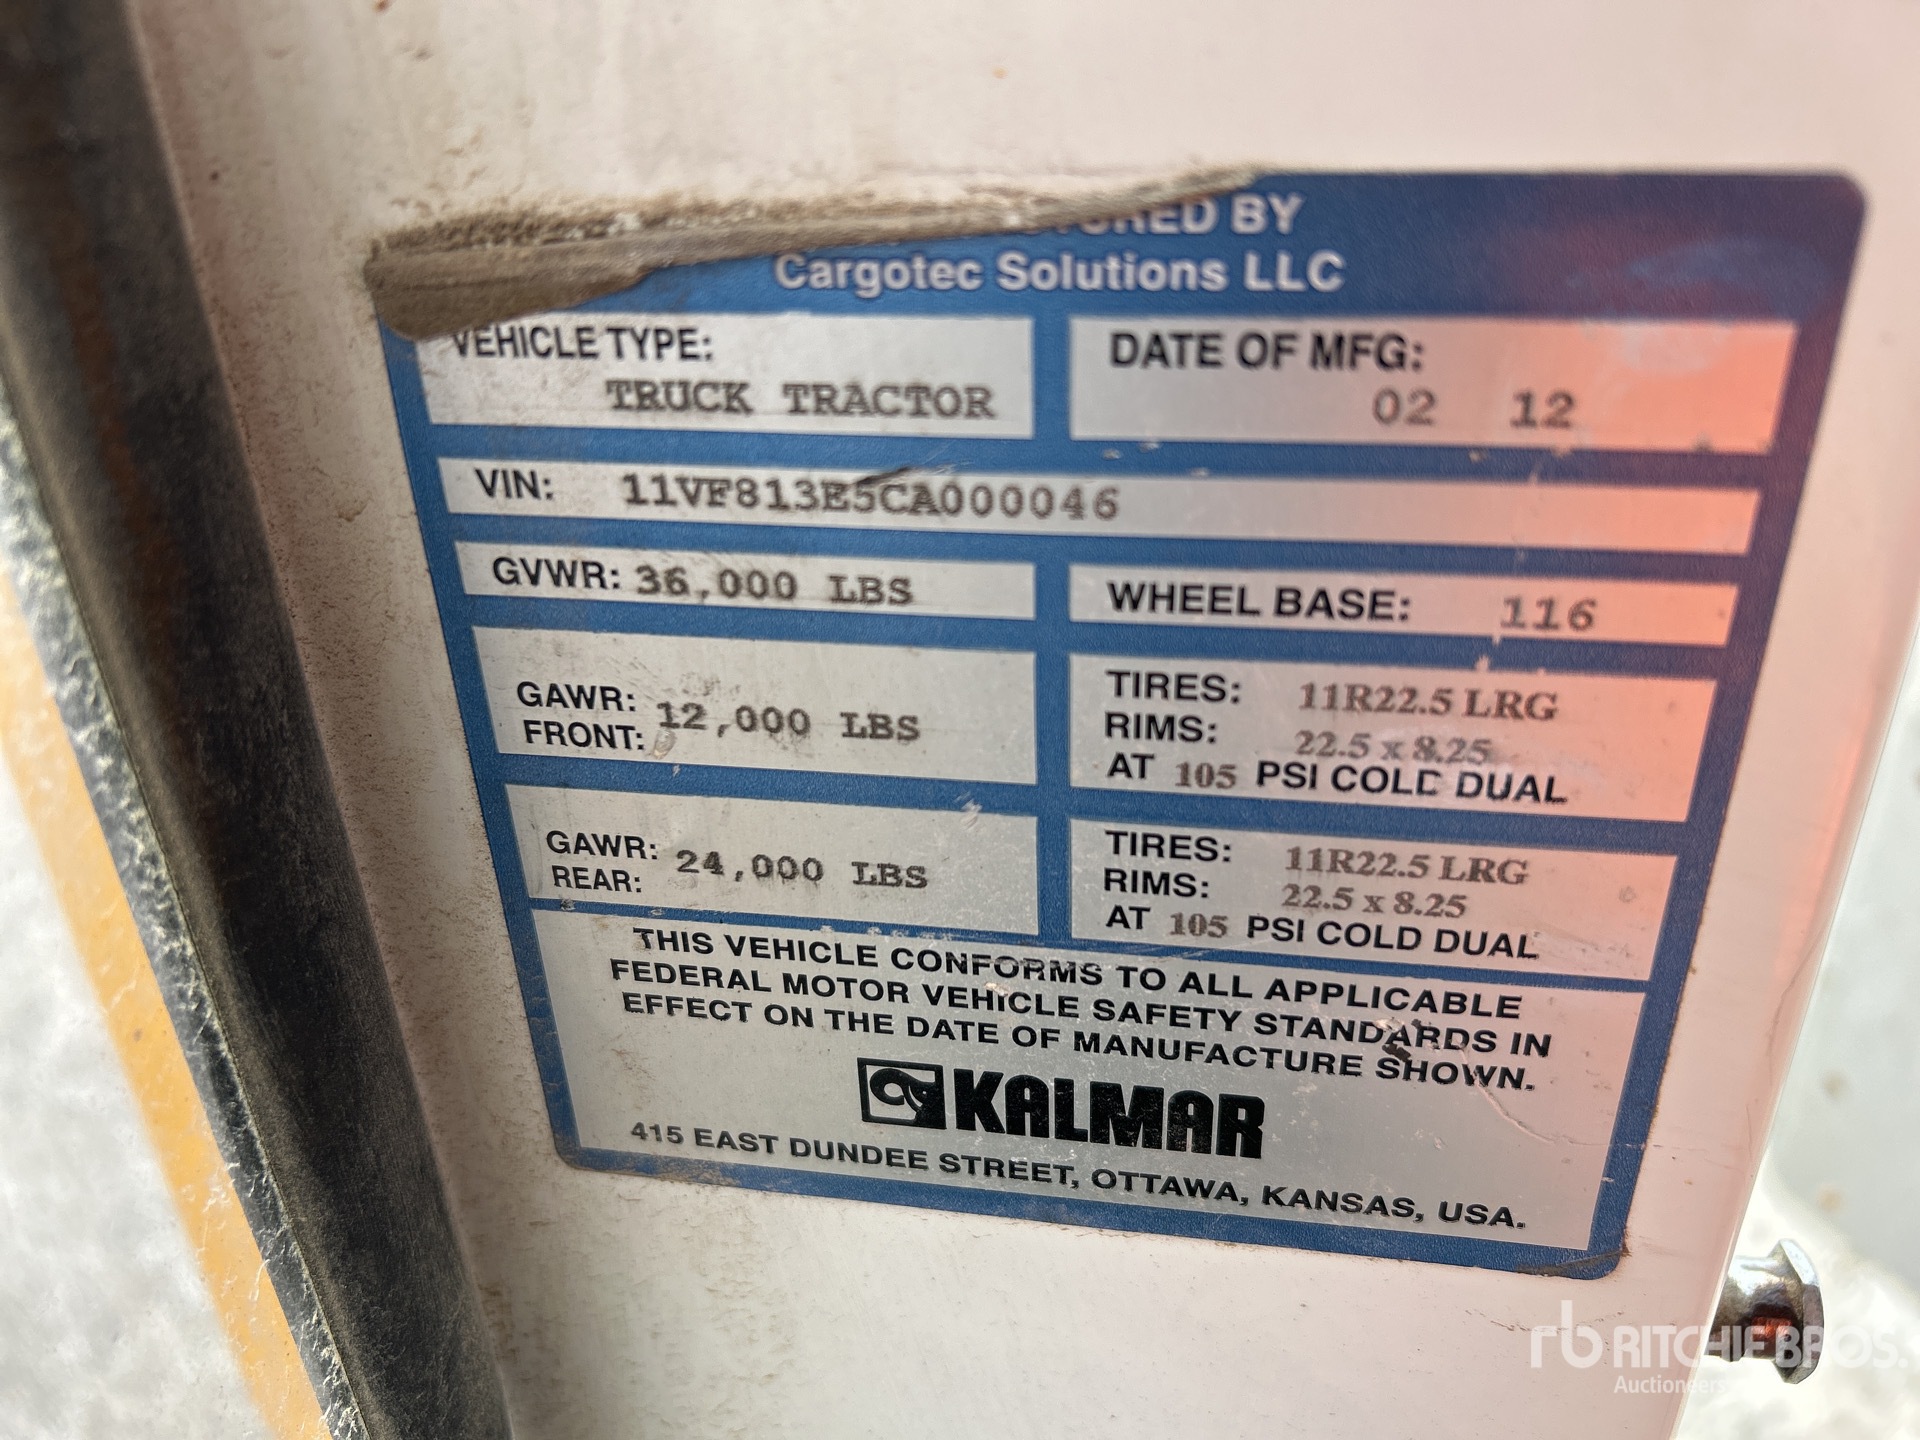 BY
Cargotec Solutions LLC
VEHICLE TYPE:
TRUCK TRACTOR
DATE OF MFG:
02 12
VIN: 11VF813E5CA000046
GVWR: 36,000 LBS
WHEEL BASE: 116
GAWR:
FRONT: 12,000 LBS
TIRES: 11R22.5 LRG
RIMS: 22.5 x 8.25
AT 105 PSI COLD DUAL
GAWR:
REAR: 24,000 LBS
TIRES: 11R22.5 LRG
RIMS: 22.5 x 8.25
AT 105 PSI COLD DUAL
THIS VEHICLE CONFORMS TO ALL APPLICABLE
FEDERAL MOTOR VEHICLE SAFETY STANDARDS IN
EFFECT ON THE DATE OF MANUFACTURE SHOWN.
KALMAR
415 EAST DUNDEE STREET, OTTAWA, KANSAS, USA.
rb RITCHIE BROS.
Auctioneers